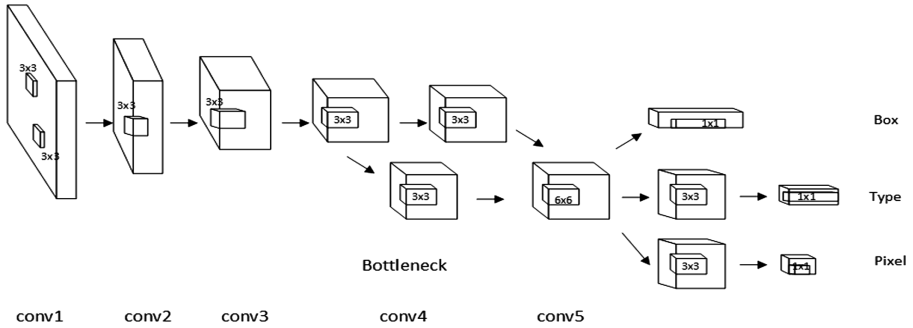 3x3
3x3
3x3
3x3
3x3
3x3
1x1
Box
3x3
6x6
3x3
1x1
Type
3x3
1x1
Pixel
Bottleneck
conv1
conv2
conv3
conv4
conv5